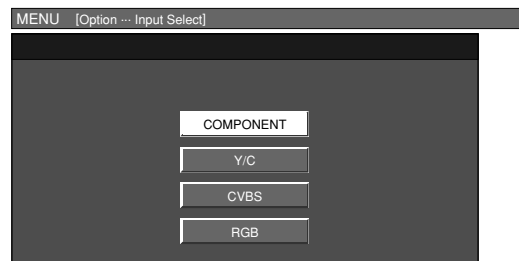 MENU [Option ··· Input Select]
COMPONENT
Y/C
CVBS
RGB